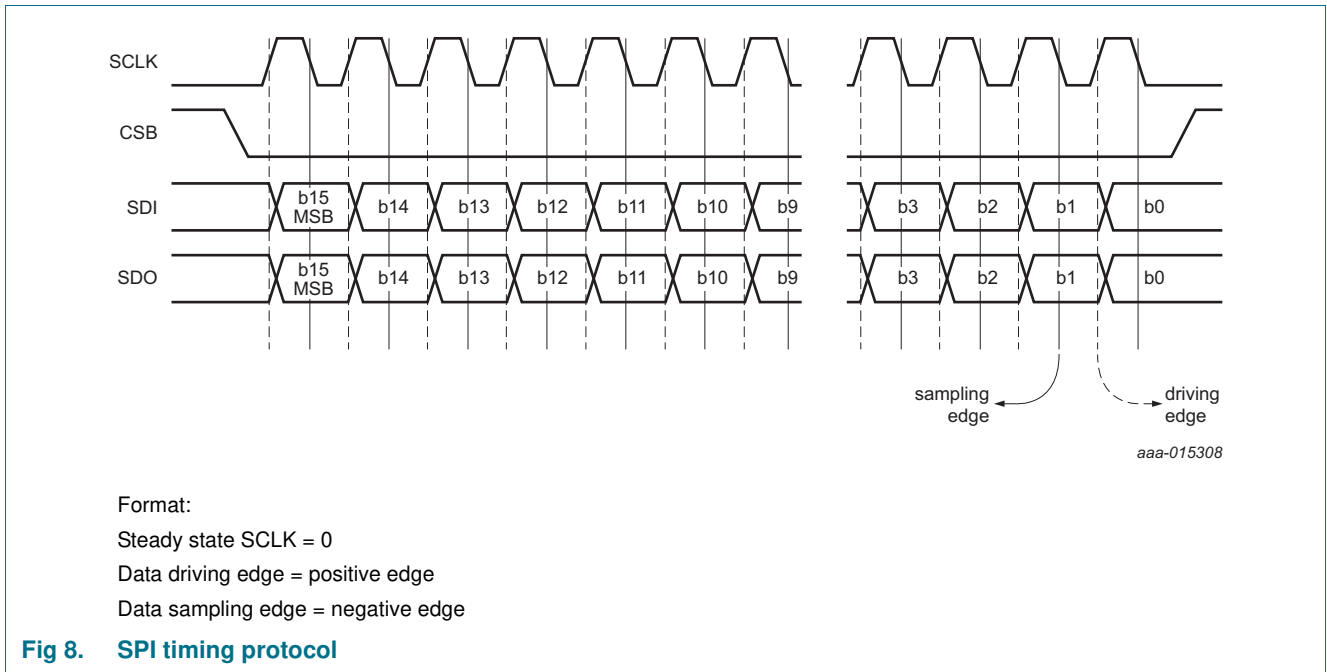 SCLK
CSB
SDI
b15
MSB
b14
b13
b12
b11
b10
b9
b3
b2
b1
b0
SDO
b15
MSB
b14
b13
b12
b11
b10
b9
b3
b2
b1
b0
sampling
edge
driving
edge
aaa-015308
Format:
Steady state SCLK = 0
Data driving edge = positive edge
Data sampling edge = negative edge
Fig 8. SPI timing protocol